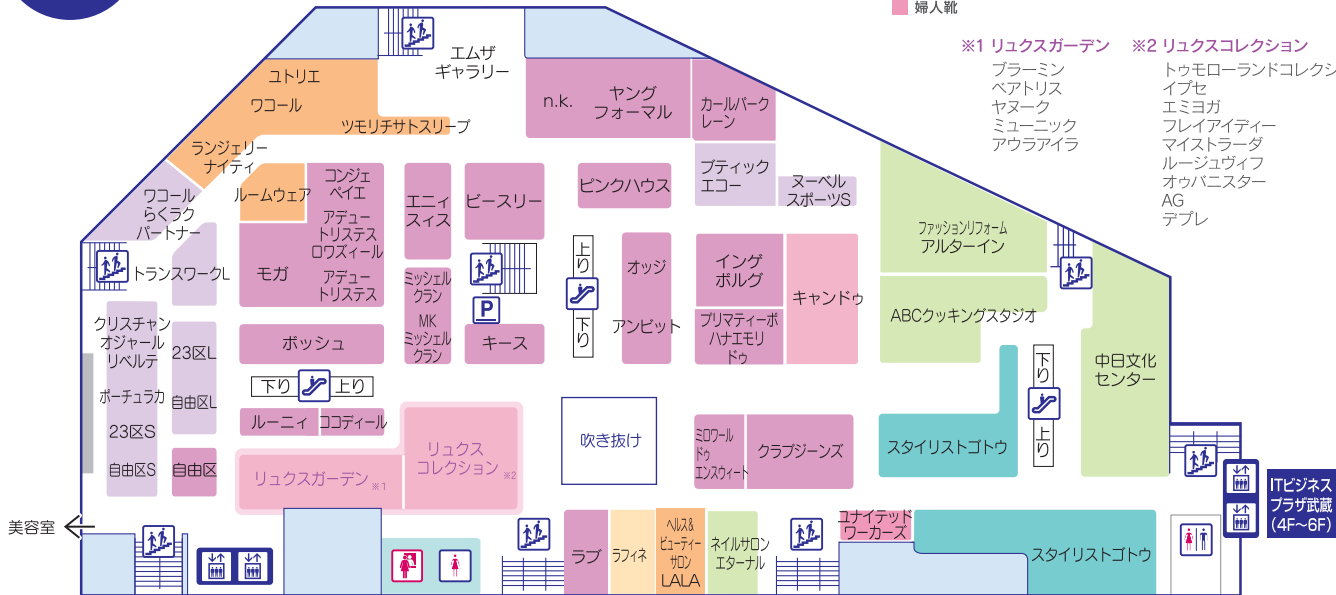 婦人靴
※1 リュクスガーデン
ブラーミン
ベアトリス
ヤヌーク
ミューニック
アウラアイラ
※2 リュクスコレクション
トゥモローランドコレクシ
イプセ
エミヨガ
フレイアイディー
マイストラーダ
ルージュヴィフ
オゥバニスター
AG
デプレ
エムザ
ギャラリー
ユトリエ
ワコール
ツモリチサトスリープ
ランジェリー
ナイティ
n.k.
ヤング
フォーマル
カールパーク
レーン
ワコール
らくラク
パートナー
ルームウェア
コンジェ
ペイエ
アデュー
トリステス
ロワズィール
アデュー
トリステス
モガ
エニィ
スィス
ビースリー
ピンクハウス
ブティック
エコー
ヌーベル
スポーツS
ファッションリフォーム
アルターイン
トランスワークL
ミッシェル
クラン
MK
ミッシェル
クラン
P
キース
上り
下り
オッジ
アンビット
イング
ボルグ
プリマティーボ
ハナエモリ
ドゥ
キャンドゥ
ABCクッキングスタジオ
中日文化
センター
クリスチャン
オジャール
リベルテ
ポーチュラカ
23区S
自由区S
23区L
自由区L
自由区
ボッシュ
下り
上り
ルーニィ
ココディール
リュクスガーデン ※1
リュクス
コレクション ※2
吹き抜け
ミロワール
ドゥ
エンスウィート
クラブジーンズ
スタイリストゴトウ
下り
上り
美容室
ラブ
ラフィネ
ヘルス&
ビューティー
サロン
LALA
ネイルサロン
エターナル
ユナイテッド
ワーカーズ
スタイリストゴトウ
ITビジネス
プラザ武蔵
(4F~6F)